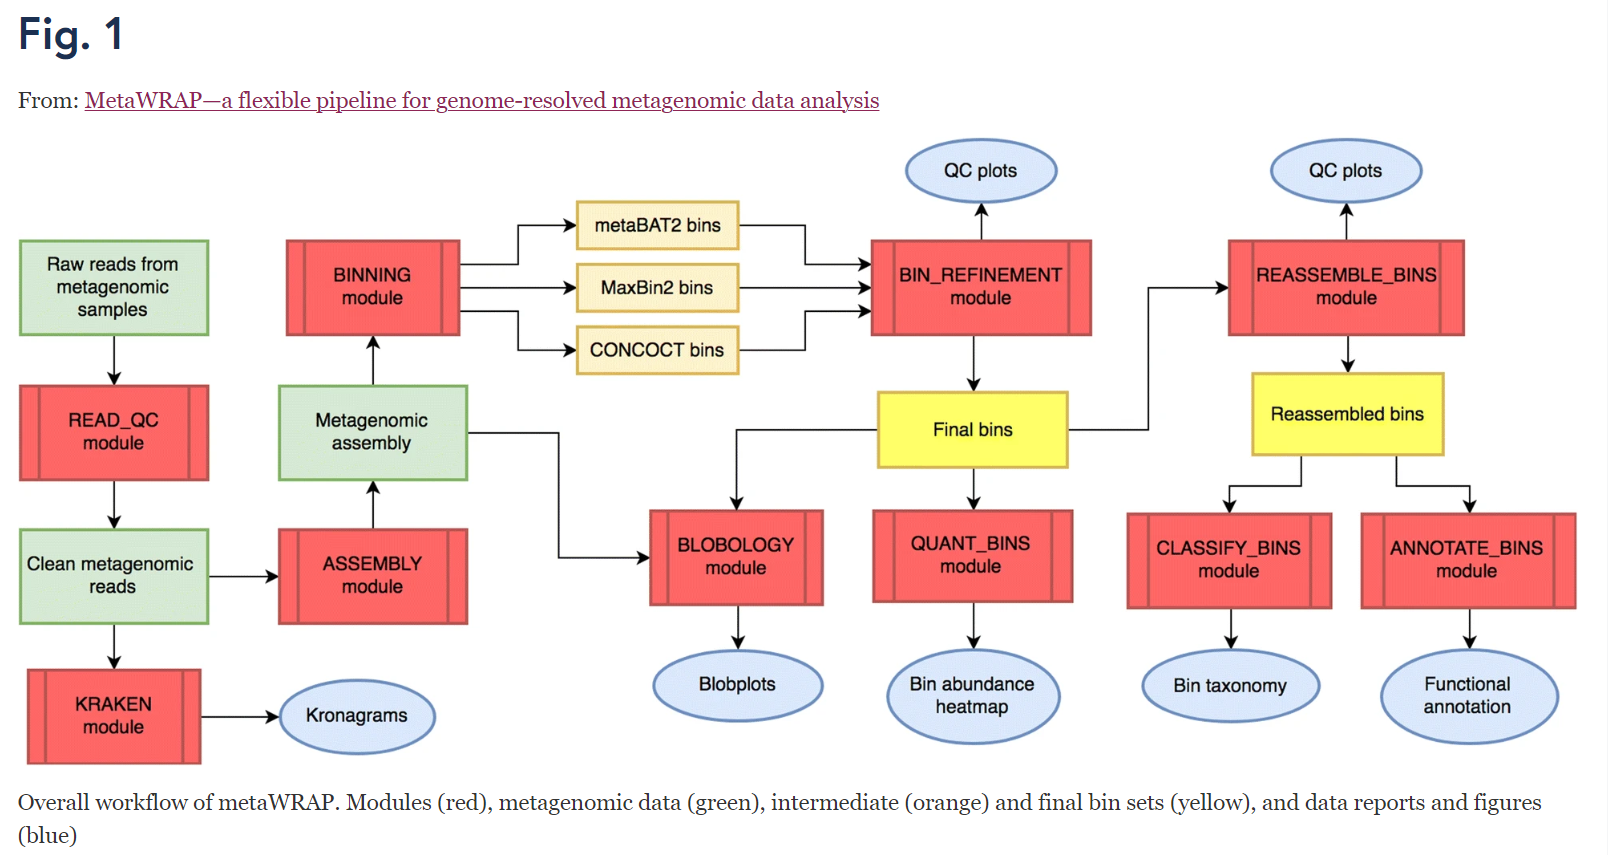 Fig. 1
From: MetaWRAP—a flexible pipeline for genome-resolved metagenomic data analysis
QC plots
QC plots
metaBAT2 bins
Raw reads from
metagenomic
samples
BINNING
module
MaxBin2 bins
BIN_REFINEMENT
module
REASSEMBLE_BINS
module
CONCOCT bins
READ_QC
module
Metagenomic
assembly
Final bins
Reassembled bins
Clean metagenomic
reads
ASSEMBLY
module
BLOBOLOGY
module
QUANT_BINS
module
CLASSIFY_BINS
module
ANNOTATE_BINS
module
KRAKEN
module
Kronagrams
Blobplots
Bin abundance
heatmap
Bin taxonomy
Functional
annotation
Overall workflow of metaWRAP. Modules (red), metagenomic data (green), intermediate (orange) and final bin sets (yellow), and data reports and figures
(blue)